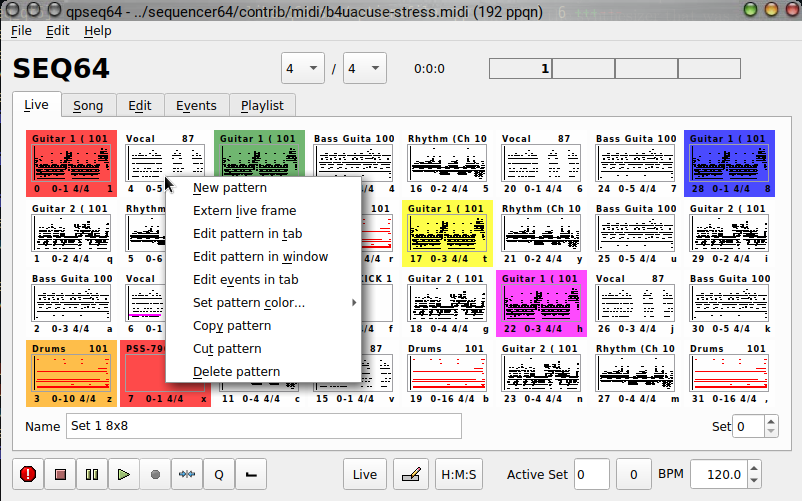 qpseq64 - ../sequencer64/contrib/midi/b4uacuse-stress.midi (192 ppqn)
File Edit Help
SEQ64
4 / 4 0:0:0 1
Live Song Edit Events Playlist
Guitar 1 ( 101 Vocal 87 Guitar 1 ( 101 Bass Guita 100 Rhythm (Ch 10 Vocal 87 Bass Guita 100 Guitar 1 ( 101
0 0-1 4/4 1 4 0-5 4 16 0-2 4/4 5 20 0-1 4/4 6 24 0-5 4/4 7 28 0-1 4/4 8
New pattern
Extern live frame
Edit pattern in tab
Edit pattern in window
Edit events in tab
Set pattern color...
Copy pattern
Cut pattern
Delete pattern
Guitar 2 ( 101 Rhythm Guitar 1 ( 101 Rhythm (Ch 10 Bass Guita 100 Guitar 2 ( 101
1 0-2 4/4 q 5 0-6 r 17 0-3 4/4 t 21 0-2 4/4 y 25 0-5 4/4 u 29 0-2 4/4 i
Bass Guita 100 Vocal ICK 1 Guitar 2 ( 101 Guitar 1 ( 101 Vocal 87 Bass Guita 100
2 0-3 4/4 a 6 0-1 f 18 0-4 4/4 g 22 0-3 4/4 h 26 0-3 4/4 j 30 0-5 4/4 k
Drums 101 PSS-790 Vocal 87 Guitar 2 ( 101 Rhythm (Ch 10 Drums 101
3 0-10 4/4 z 7 0-1 4/4 x 11 0-4 4/4 c 15 0-1 4/4 v 19 0-16 4/4 b 23 0-4 4/4 n 27 0-4 4/4 m 31 0-16 4/4 ,
Name Set 1 8x8 Set 0
Q Live H:M:S Active Set 0 0 BPM 120.0